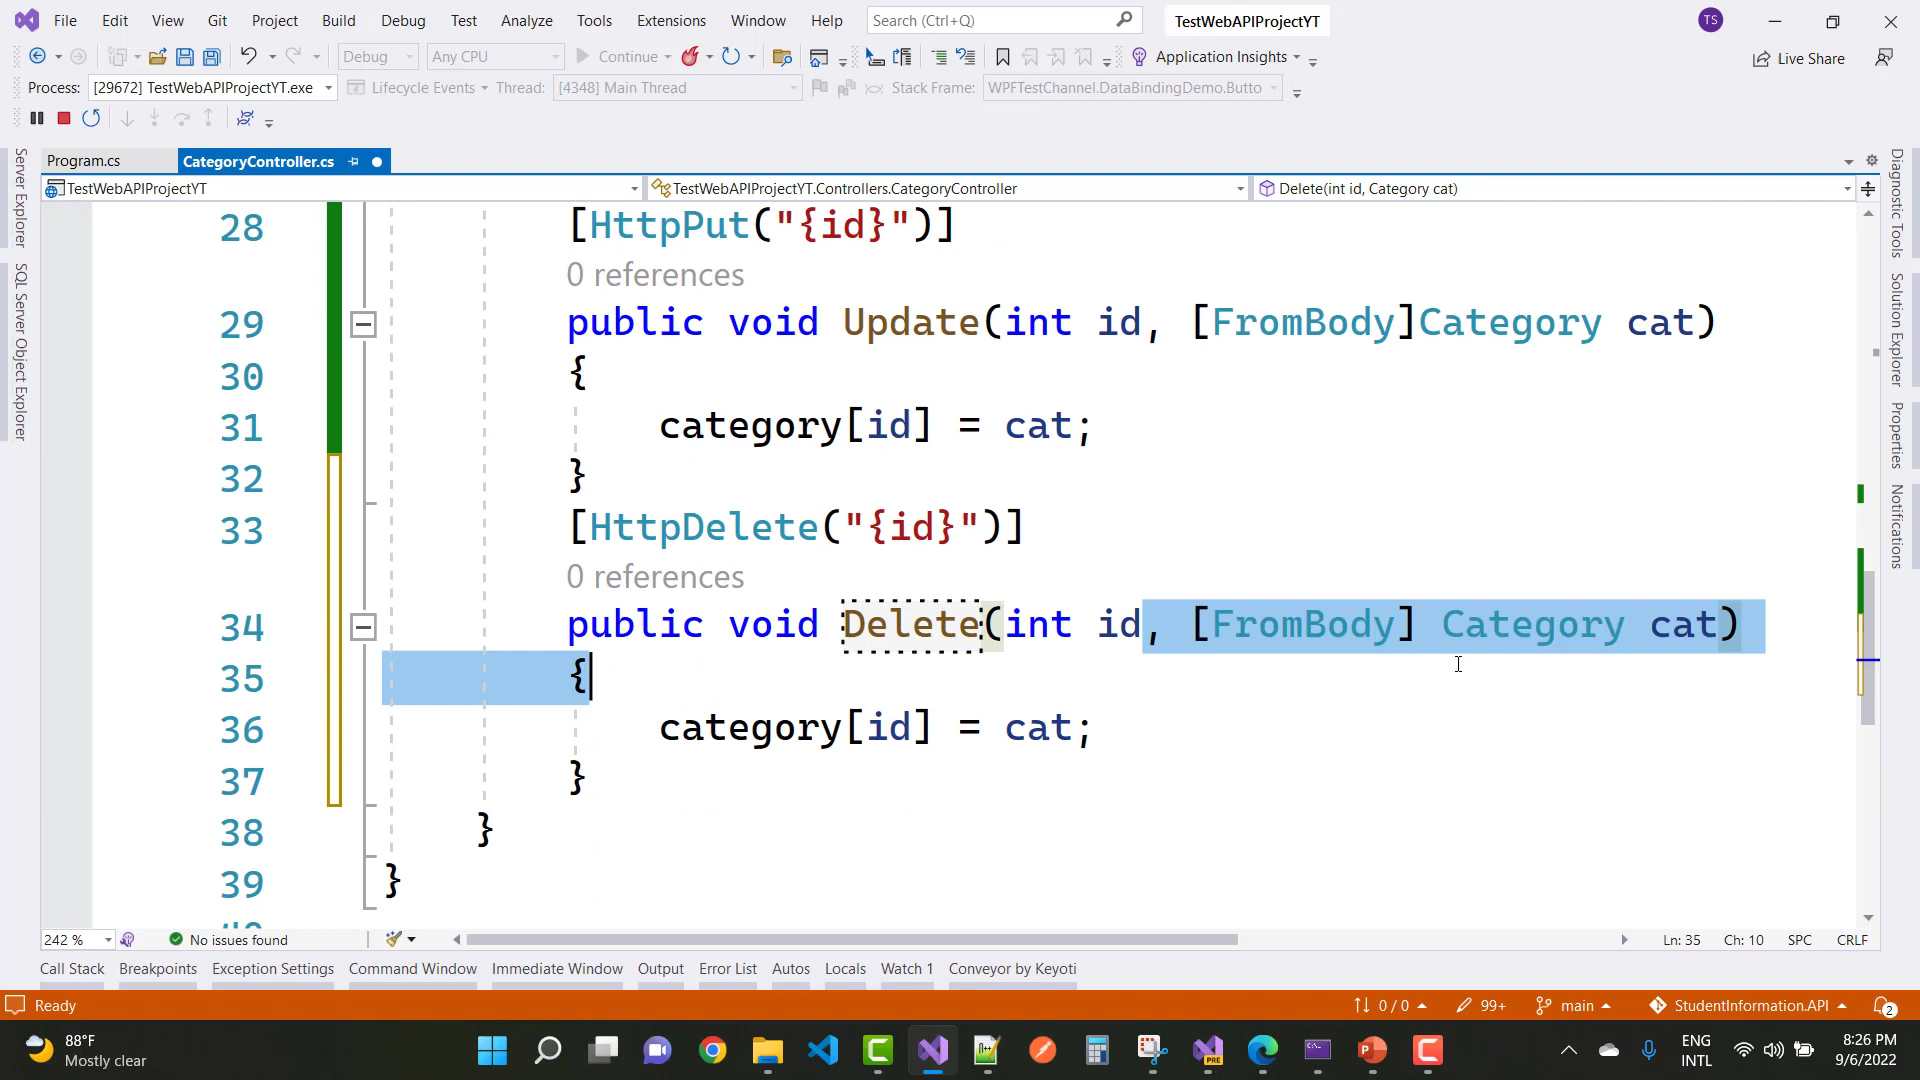 File Edit View Git Project Build Debug Test Analyze Tools Extensions Window Help Search (Ctrl+Q) TestWebAPIProjectYT TS
Debug Any CPU Continue Application Insights Live Share
Process: [29672] TestWebAPIProjectYT.exe Lifecycle Events Thread: [4348] Main Thread Stack Frame: WPFTestChannel.DataBindingDemo.Butto
Program.cs CategoryController.cs
TestWebAPIProjectYT TestWebAPIProjectYT.Controllers.CategoryController Delete(int id, Category cat)
Server Explorer
SQL Server Object Explorer
28 [HttpPut("{id}")]
0 references
29 public void Update(int id, [FromBody]Category cat)
30 {
31 category[id] = cat;
32 }
33 [HttpDelete("{id}")]
0 references
34 public void Delete(int id, [FromBody] Category cat)
35 {
36 category[id] = cat;
37 }
38 }
39 }
Diagnostic Tools
Solution Explorer
Properties
Notifications
242 % No issues found Ln: 35 Ch: 10 SPC CRLF
Call Stack Breakpoints Exception Settings Command Window Immediate Window Output Error List Autos Locals Watch 1 Conveyor by Keyoti
Ready 0 / 0 99+ main StudentInformation.API 2
88°F
Mostly clear
PRE
ENG
INTL
8:26 PM
9/6/2022